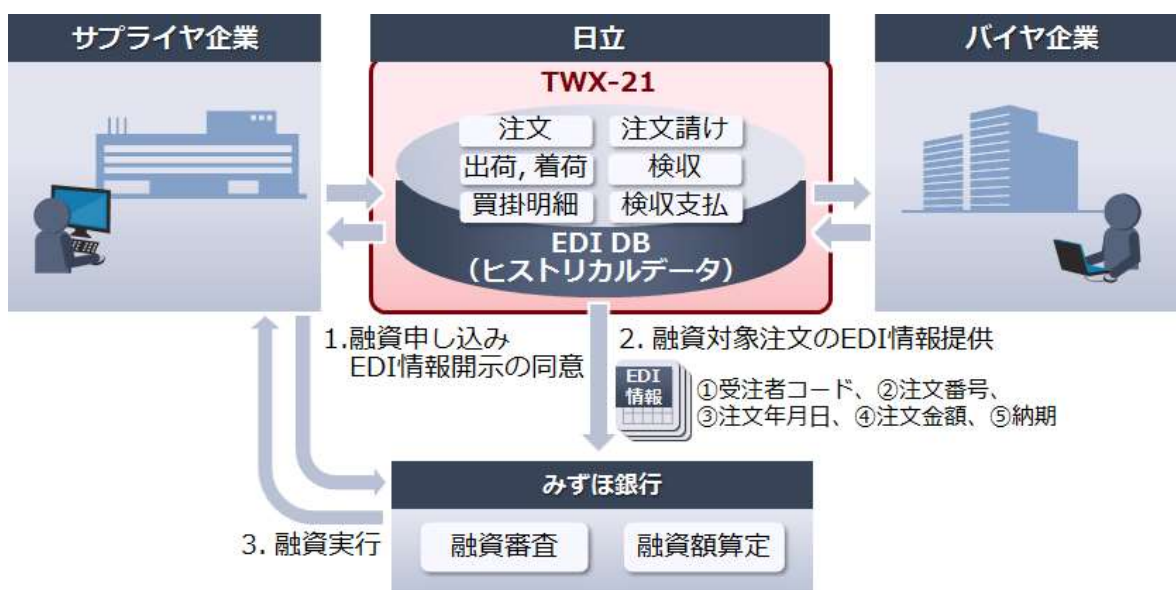 サプライヤ企業
日立
バイヤ企業
TWX-21
注文
注文請け
出荷, 着荷
検収
買掛明細
検収支払
EDI DB
（ヒストリカルデータ）
1.融資申し込み
EDI情報開示の同意
2. 融資対象注文のEDI情報提供
EDI
情報
①受注者コード、②注文番号、
③注文年月日、④注文金額、⑤納期
みずほ銀行
3. 融資実行
融資審査
融資額算定